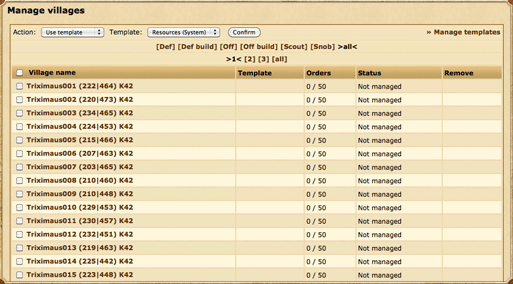 Manage villages
Action: Use template Template: Resources (System) Confirm » Manage templates
[Def] [Def build] [Off] [Off build] [Scout] [Snob] >all<
>1< [2] [3] [all]
Village name Template Orders Status Remove
Triximaus001 (222|464) K42 0 / 50 Not managed
Triximaus002 (220|473) K42 0 / 50 Not managed
Triximaus003 (234|465) K42 0 / 50 Not managed
Triximaus004 (224|453) K42 0 / 50 Not managed
Triximaus005 (215|466) K42 0 / 50 Not managed
Triximaus006 (207|463) K42 0 / 50 Not managed
Triximaus007 (203|465) K42 0 / 50 Not managed
Triximaus008 (210|460) K42 0 / 50 Not managed
Triximaus009 (210|448) K42 0 / 50 Not managed
Triximaus010 (229|453) K42 0 / 50 Not managed
Triximaus011 (230|457) K42 0 / 50 Not managed
Triximaus012 (232|451) K42 0 / 50 Not managed
Triximaus013 (219|463) K42 0 / 50 Not managed
Triximaus014 (225|442) K42 0 / 50 Not managed
Triximaus015 (223|448) K42 0 / 50 Not managed